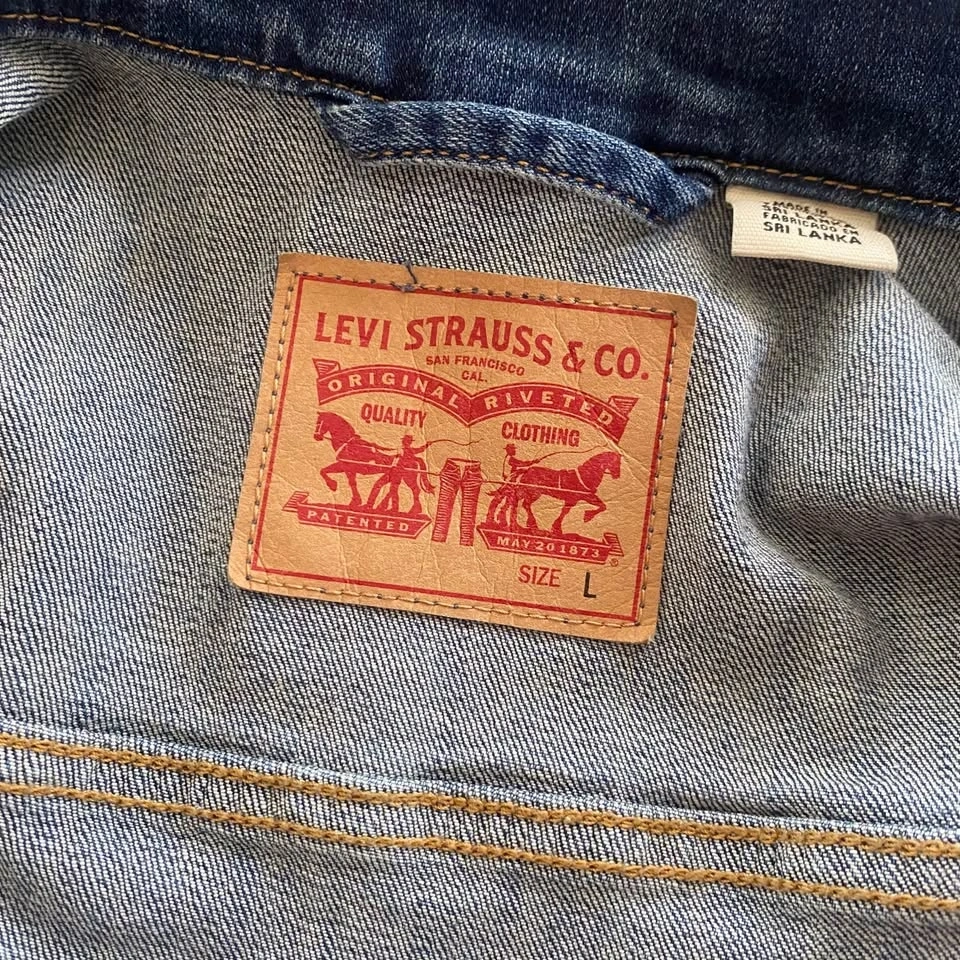 MADE IN
SRI LANKA
FABRICADO EN
SRI LANKA
LEVI STRAUSS & CO.
SAN FRANCISCO
CAL.
ORIGINAL RIVETED
QUALITY CLOTHING
PATENTED MAY 20 1873
®
SIZE L